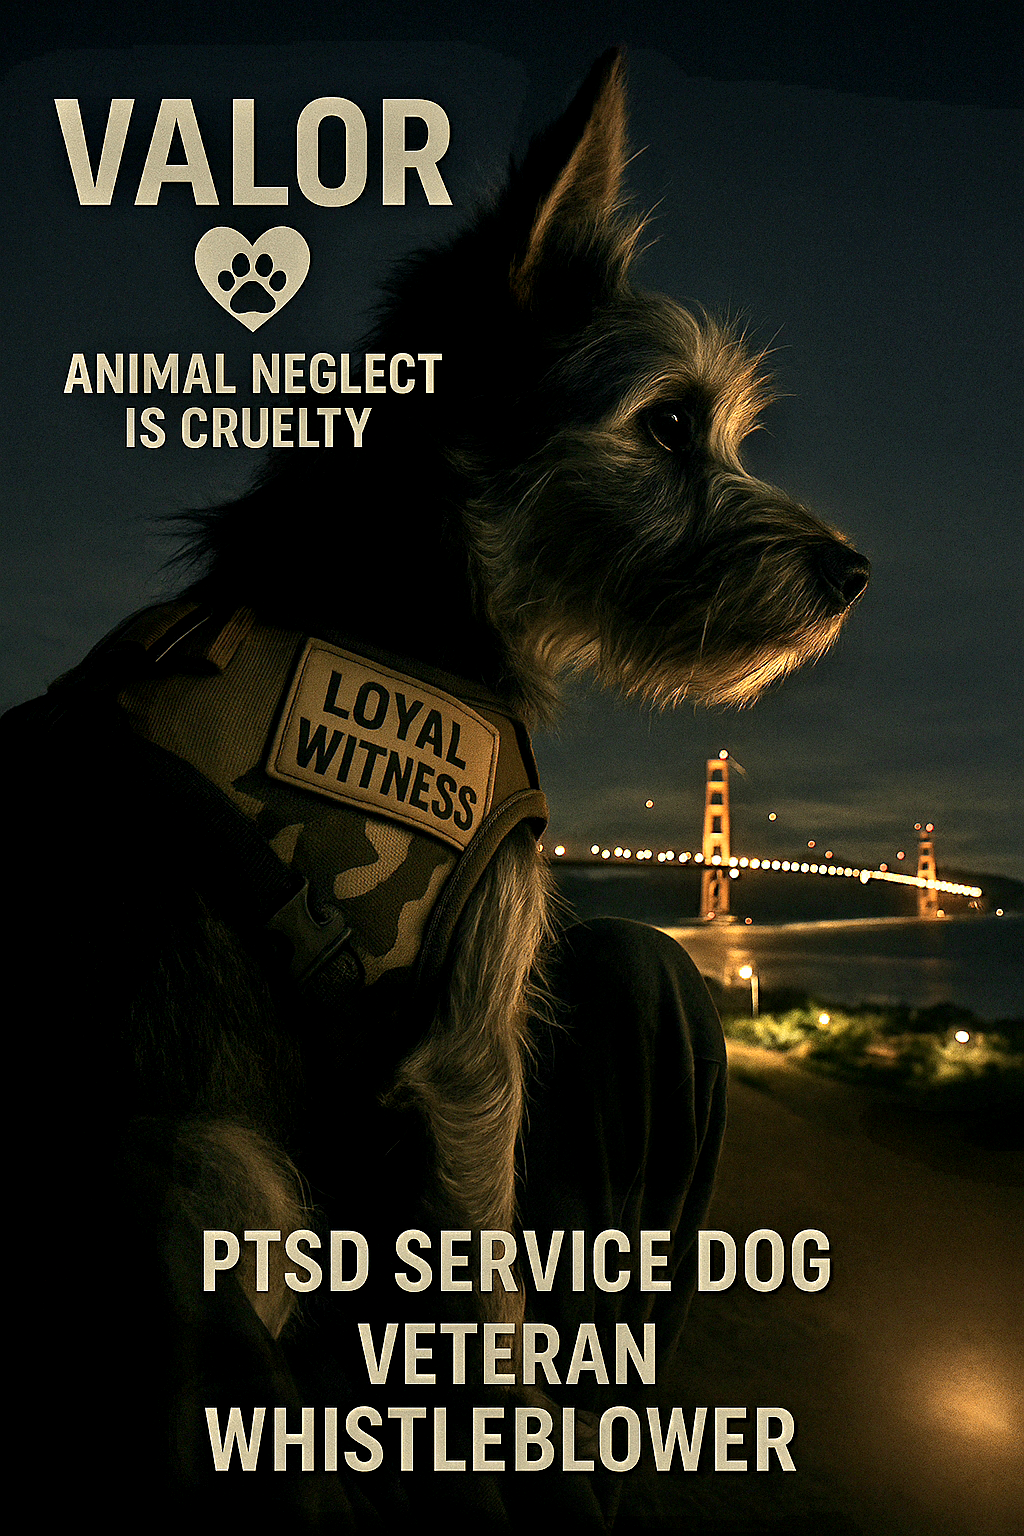 VALOR
ANIMAL NEGLECT
IS CRUELTY
LOYAL
WITNESS
PTSD SERVICE DOG
VETERAN
WHISTLEBLOWER